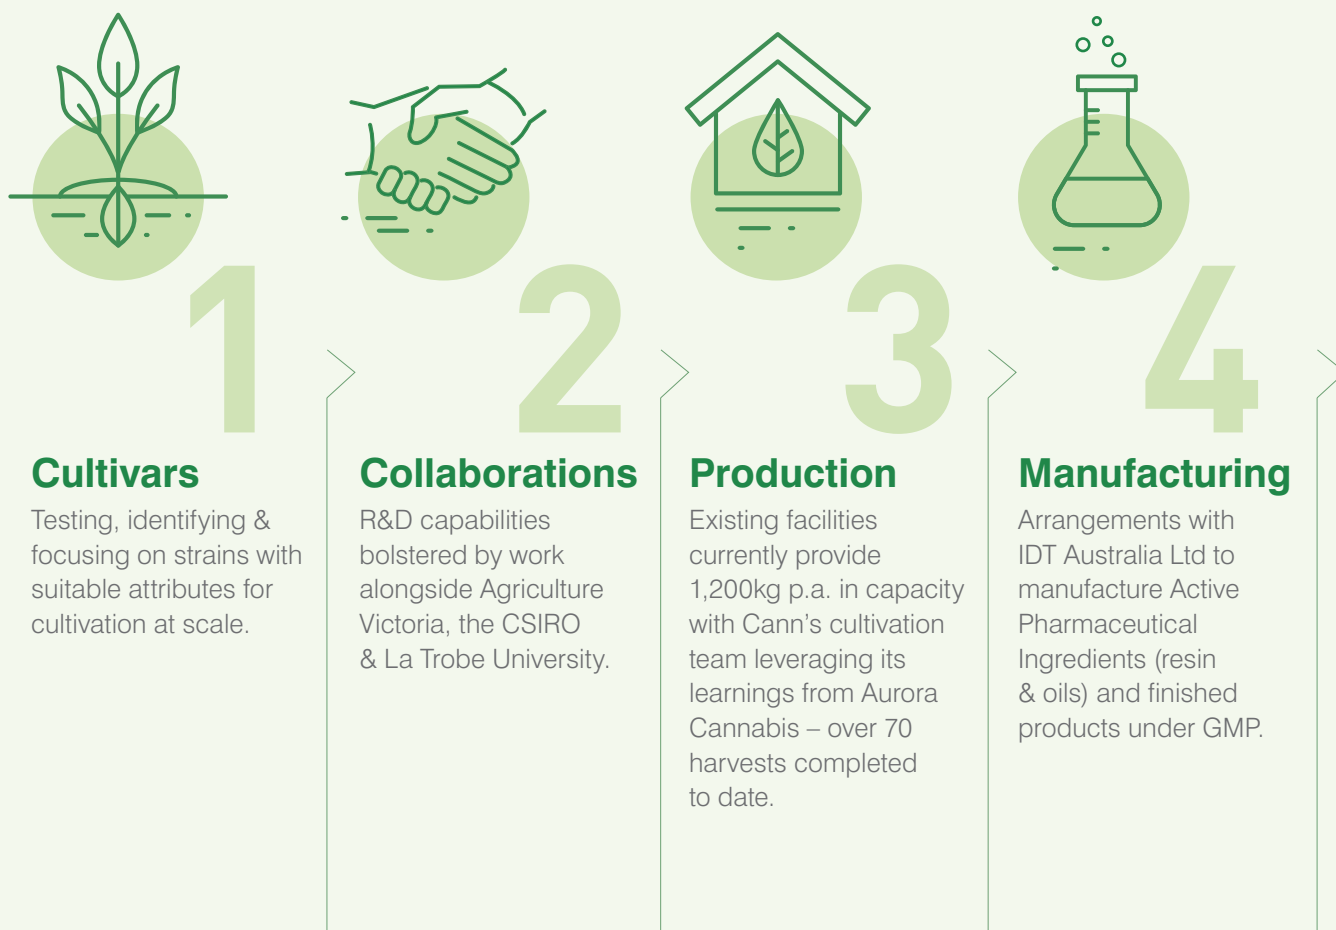 1
Cultivars
Testing, identifying &
focusing on strains with
suitable attributes for
cultivation at scale.
2
Collaborations
R&D capabilities
bolstered by work
alongside Agriculture
Victoria, the CSIRO
& La Trobe University.
3
Production
Existing facilities
currently provide
1,200kg p.a. in capacity
with Cann’s cultivation
team leveraging its
learnings from Aurora
Cannabis – over 70
harvests completed
to date.
4
Manufacturing
Arrangements with
IDT Australia Ltd to
manufacture Active
Pharmaceutical
Ingredients (resin
& oils) and finished
products under GMP.